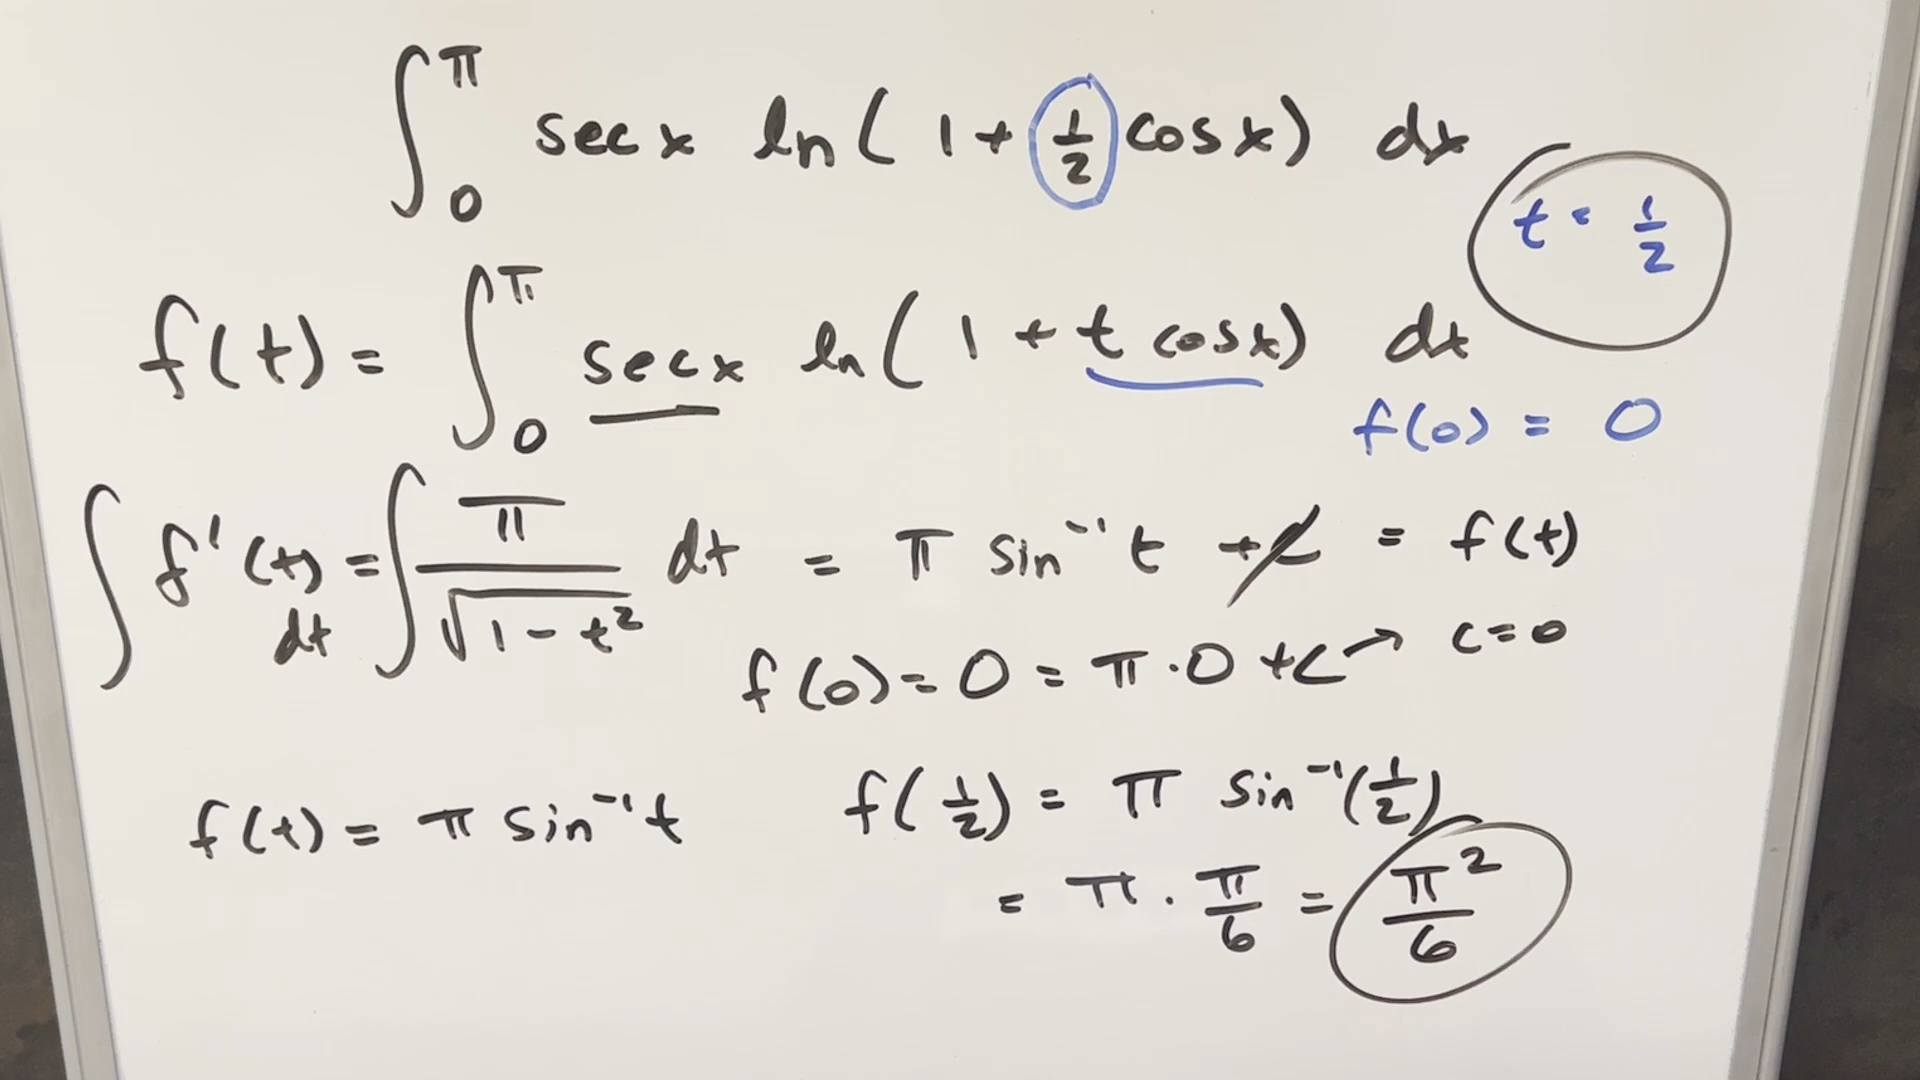 ∫₀^π sec x ln(1 + ½ cos x) dx
t = ½
f(t) = ∫₀^π sec x ln(1 + t cos x) dx
f(0) = 0
∫ f'(t) dt = ∫ π/√(1 - t²) dt = π sin⁻¹ t + c = f(t)
f(0) = 0 = π · 0 + c → c = 0
f(t) = π sin⁻¹ t
f(½) = π sin⁻¹(½)
= π · π/6 = π²/6